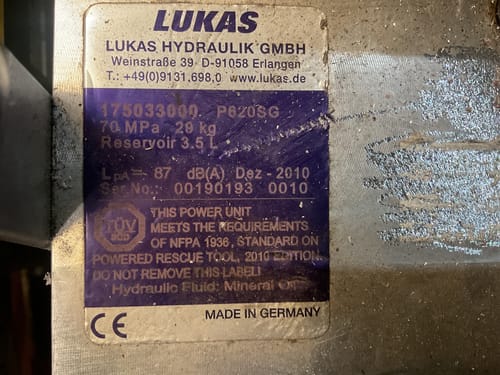 LUKAS
LUKAS HYDRAULIK GMBH
Weinstraße 39 D-91058 Erlangen
T.: +49(0)9131.698,0 www.lukas.de
175033000 P620SG
70 MPa 29 kg
Reservoir 3.5 L
LpA = 87 dB(A) Dez - 2010
Ser No.: 00190193 0010
TÜV
SÜD
THIS POWER UNIT
MEETS THE REQUIREMENTS
OF NFPA 1936, STANDARD ON
POWERED RESCUE TOOL, 2010 EDITION.
DO NOT REMOVE THIS LABEL!
Hydraulic Fluid: Mineral Oil
MADE IN GERMANY
CE